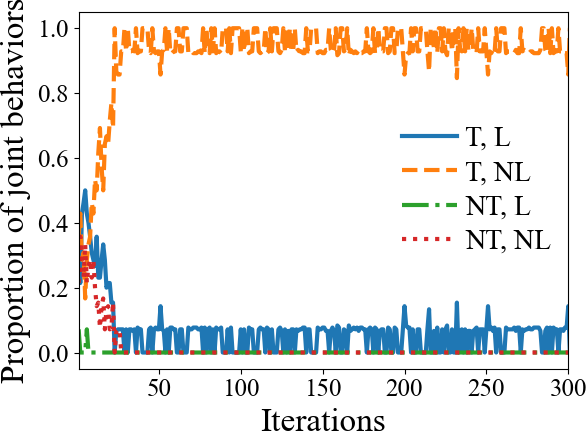 Proportion of joint behaviors
1.0
0.8
0.6
0.4
0.2
0.0
T, L
T, NL
NT, L
NT, NL
50 100 150 200 250 300
Iterations